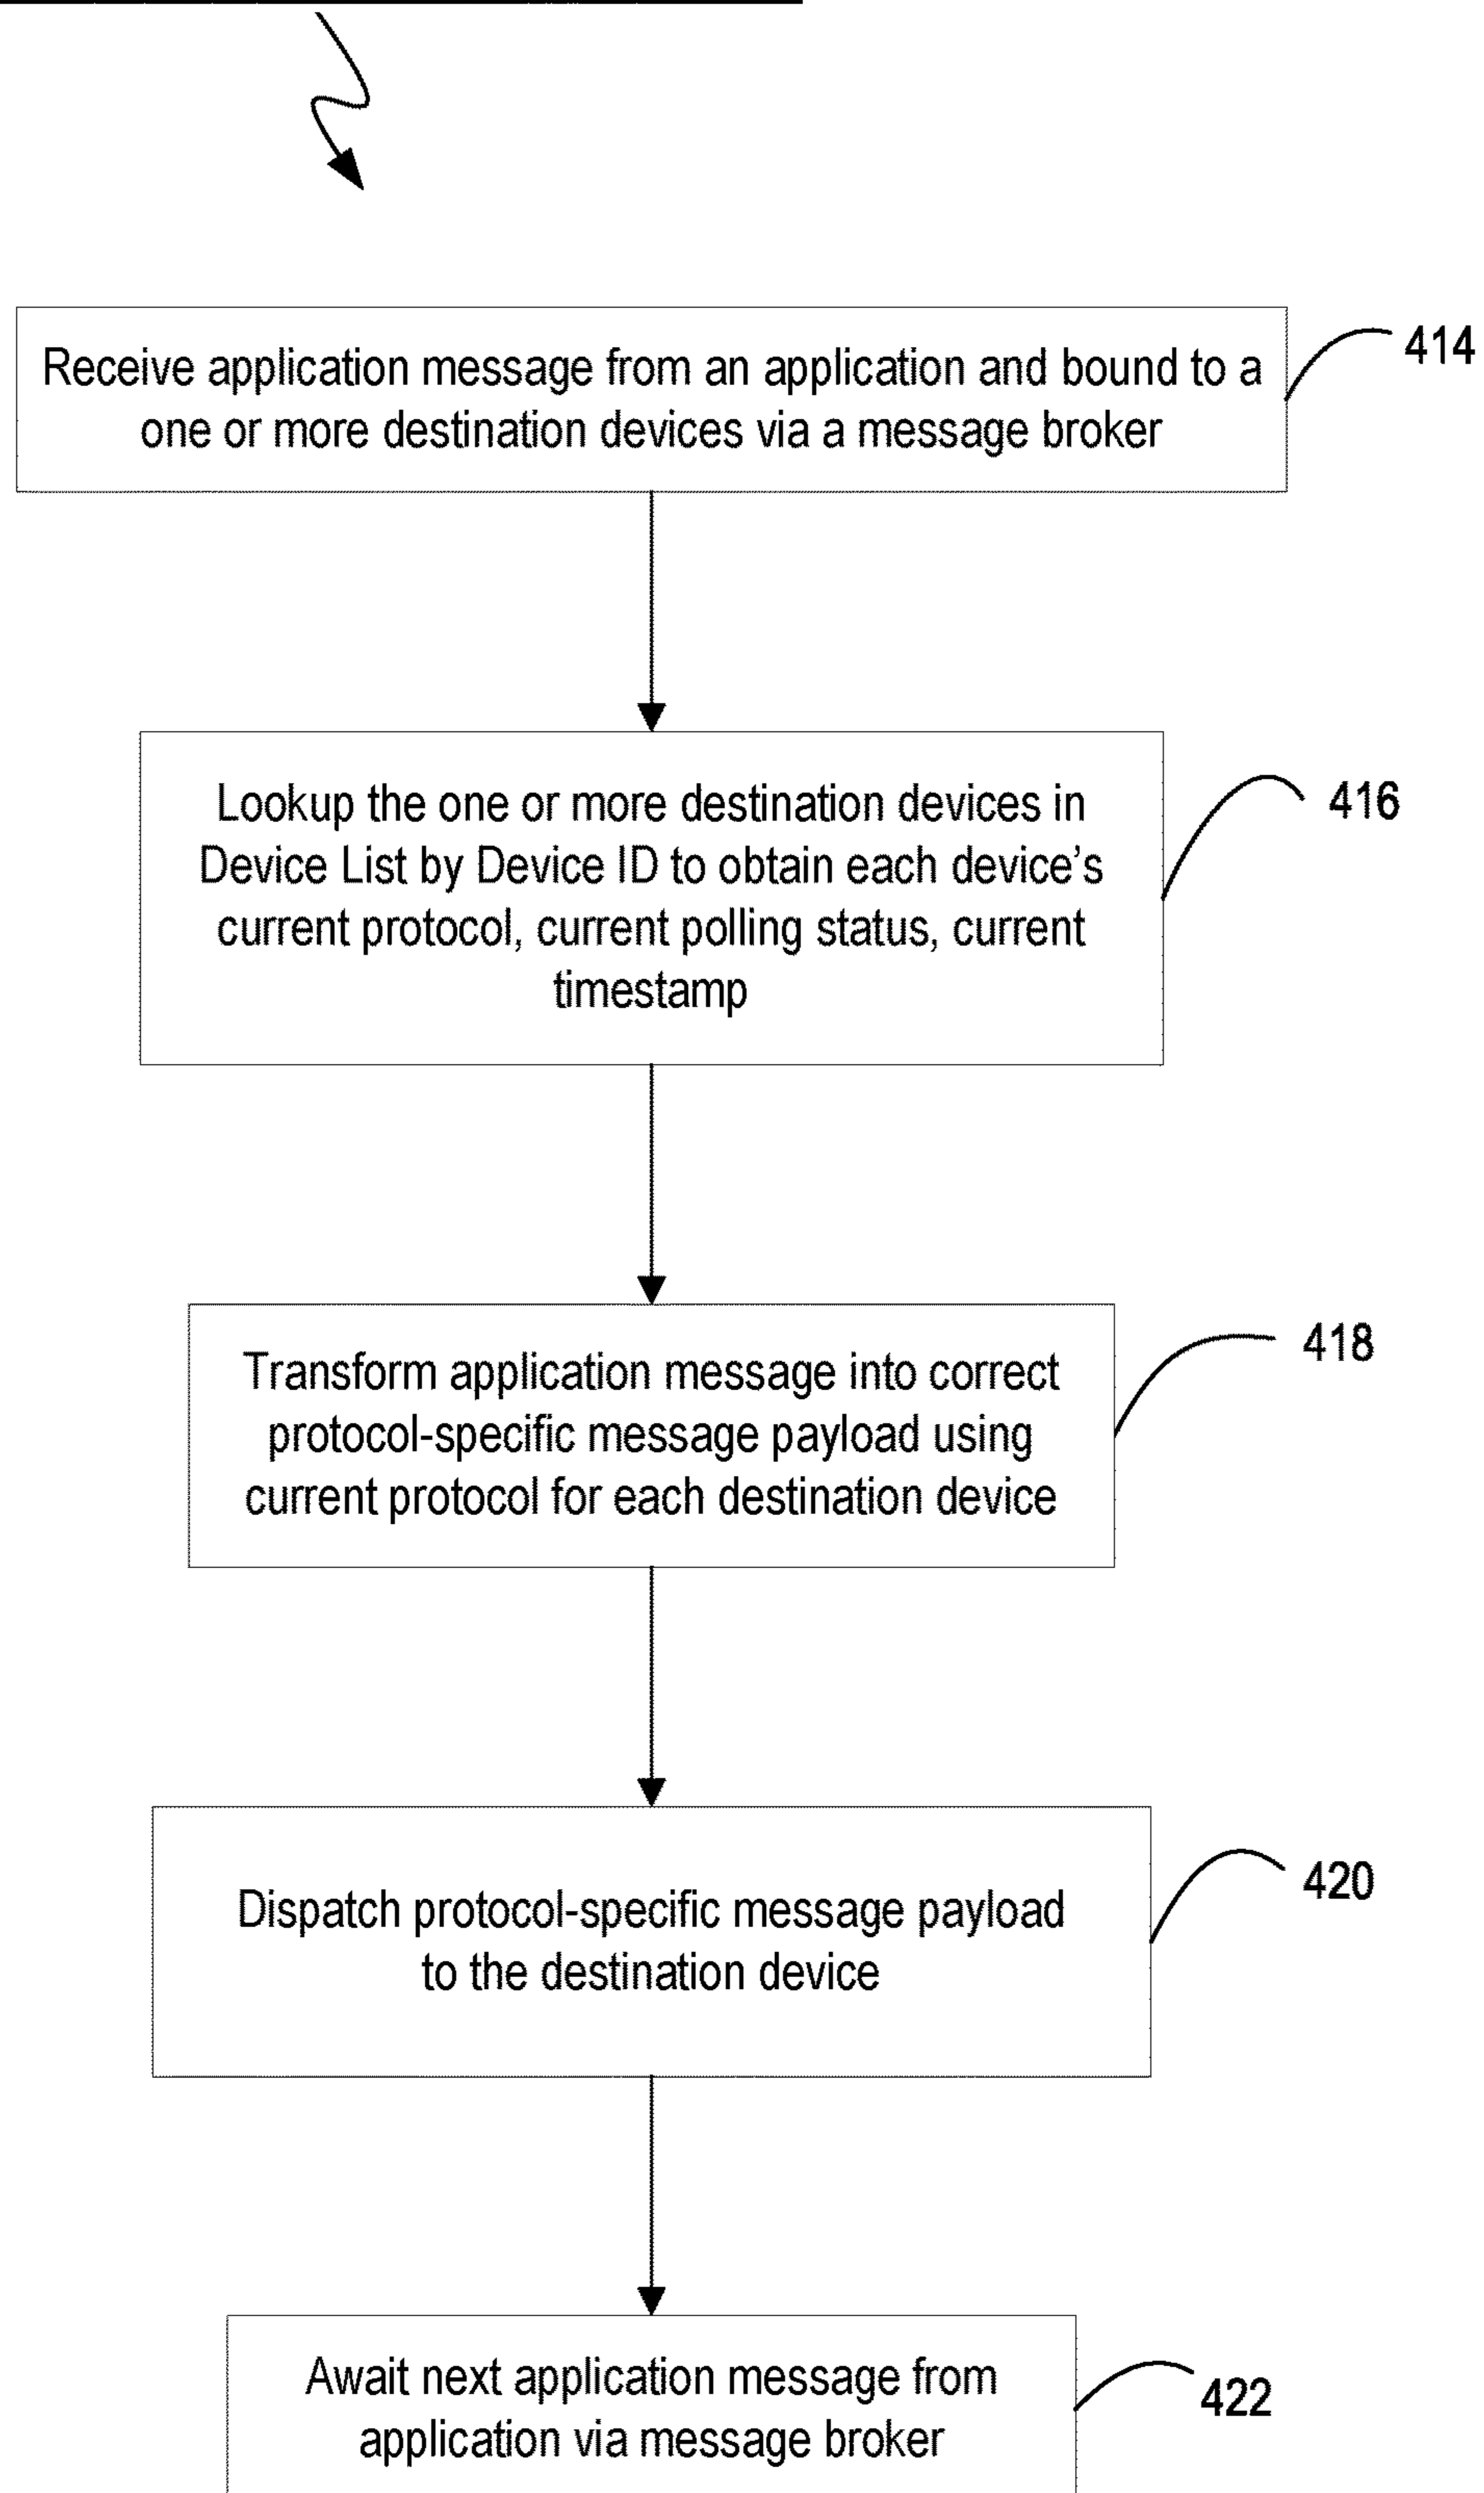 Receive application message from an application and bound to a
one or more destination devices via a message broker
414
Lookup the one or more destination devices in
Device List by Device ID to obtain each device's
current protocol, current polling status, current
timestamp
416
Transform application message into correct
protocol-specific message payload using
current protocol for each destination device
418
Dispatch protocol-specific message payload
to the destination device
420
Await next application message from
application via message broker
422